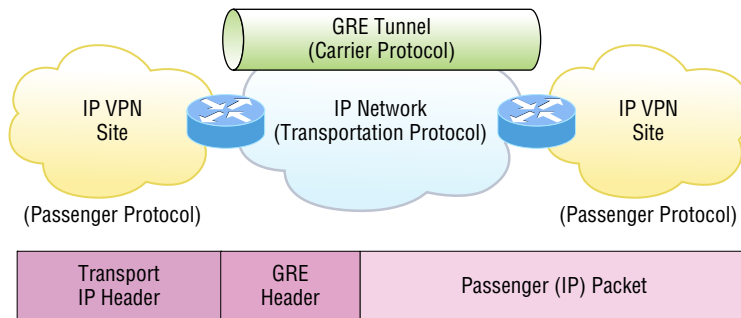 GRE Tunnel
(Carrier Protocol)
IP VPN
Site
IP Network
(Transportation Protocol)
IP VPN
Site
(Passenger Protocol)
(Passenger Protocol)
Transport
IP Header
GRE
Header
Passenger (IP) Packet